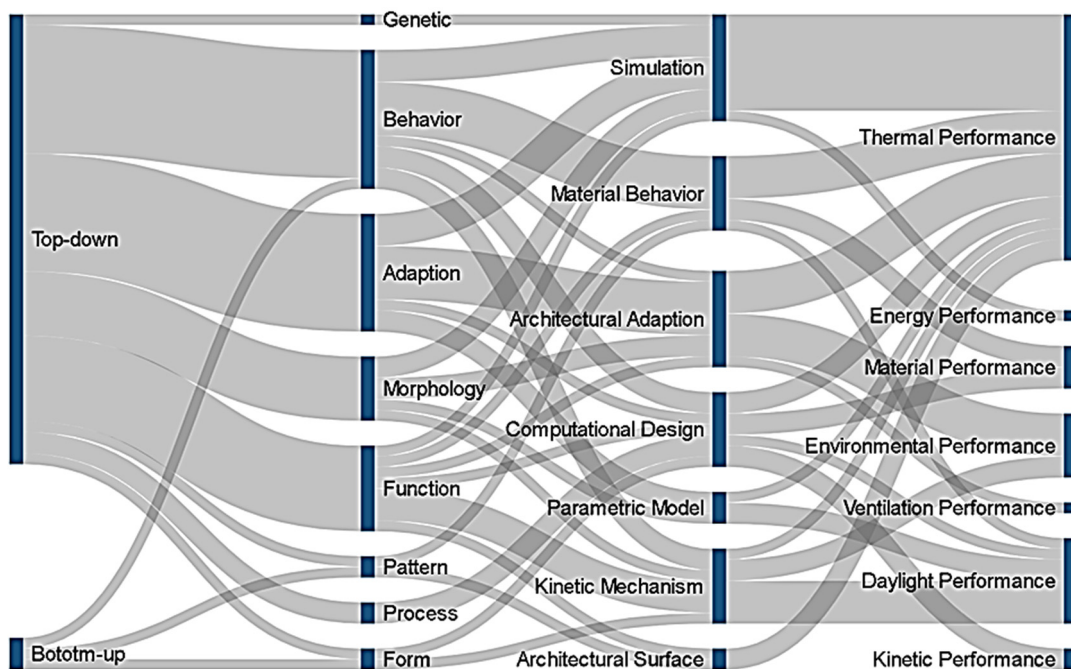 Top-down
Bototm-up
Genetic
Behavior
Adaption
Morphology
Function
Pattern
Process
Form
Simulation
Material Behavior
Architectural Adaption
Computational Design
Parametric Model
Kinetic Mechanism
Architectural Surface
Thermal Performance
Energy Performance
Material Performance
Environmental Performance
Ventilation Performance
Daylight Performance
Kinetic Performance